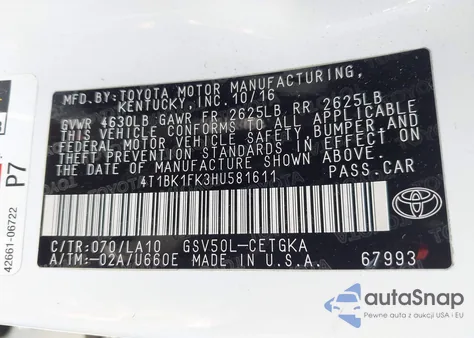 MFD. BY: TOYOTA MOTOR MANUFACTURING,
KENTUCKY, INC. 10/16
GVWR 4630LB GAWR FR 2625LB RR 2625LB
THIS VEHICLE CONFORMS TO ALL APPLICABLE
FEDERAL MOTOR VEHICLE SAFETY, BUMPER, AND
THEFT PREVENTION STANDARDS IN EFFECT ON
THE DATE OF MANUFACTURE SHOWN ABOVE.
4T1BK1FK3HU581611 PASS.CAR
C/TR: 070/LA10 GSV50L-CETGKA
A/TM: -02A/U660E MADE IN U.S.A. 67993
P7
42661-06722
autoSnap
Pewne auta z aukcji USA i EU